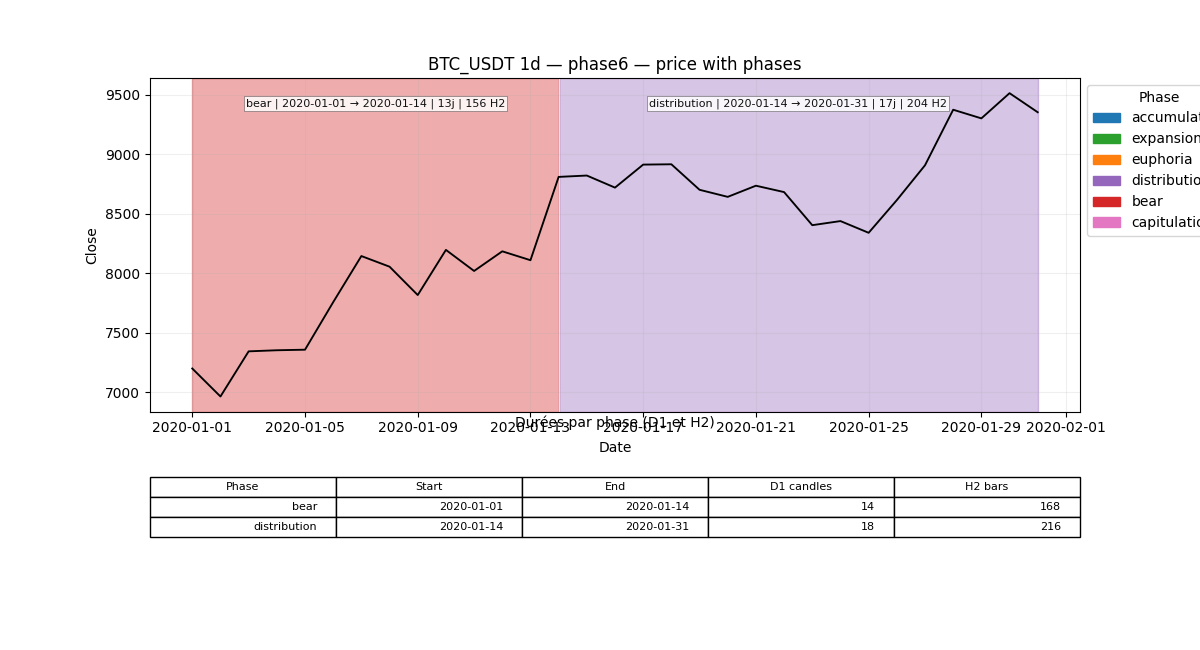 BTC_USDT 1d — phase6 — price with phases
bear | 2020-01-01 → 2020-01-14 | 13j | 156 H2
distribution | 2020-01-14 → 2020-01-31 | 17j | 204 H2
Close
9500
9000
8500
8000
7500
7000
Phase
accumulat
expansion
euphoria
distributio
bear
capitulatio
2020-01-01 2020-01-05 2020-01-09 2020-01-13 2020-01-17 2020-01-21 2020-01-25 2020-01-29 2020-02-01
Durées par phase (D1 et H2)
Date
Phase Start End D1 candles H2 bars
bear 2020-01-01 2020-01-14 14 168
distribution 2020-01-14 2020-01-31 18 216